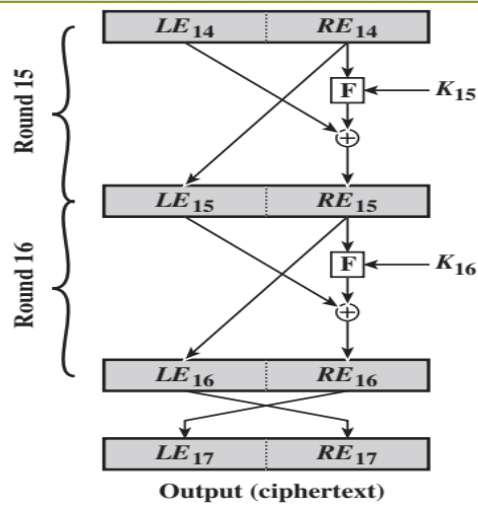 LE14 RE14
Round 15
F K15
+
LE15 RE15
Round 16
F K16
+
LE16 RE16
LE17 RE17
Output (ciphertext)